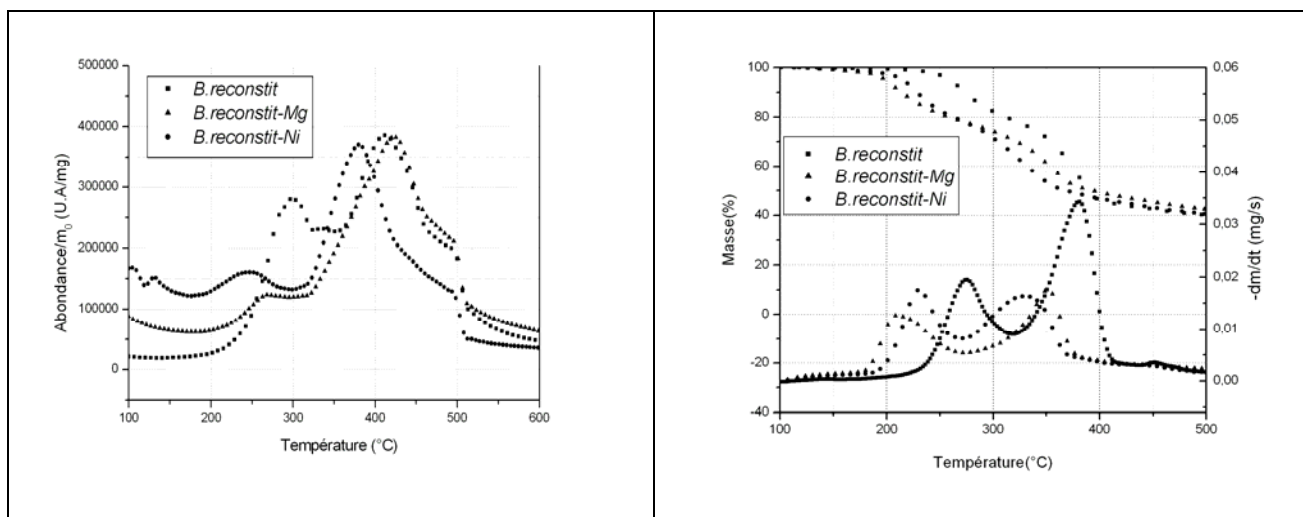 500000
400000
300000
200000
100000
0
Abondance/m0 (U.A/mg)
B.reconstit
B.reconstit-Mg
B.reconstit-Ni
100 200 300 400 500 600
Température (°C)
100
80
60
40
20
0
-20
-40
Masse(%)
B.reconstit
B.reconstit-Mg
B.reconstit-Ni
0,06
0,05
0,04
0,03
0,02
0,01
0,00
-dm/dt (mg/s)
100 200 300 400 500
Température(°C)